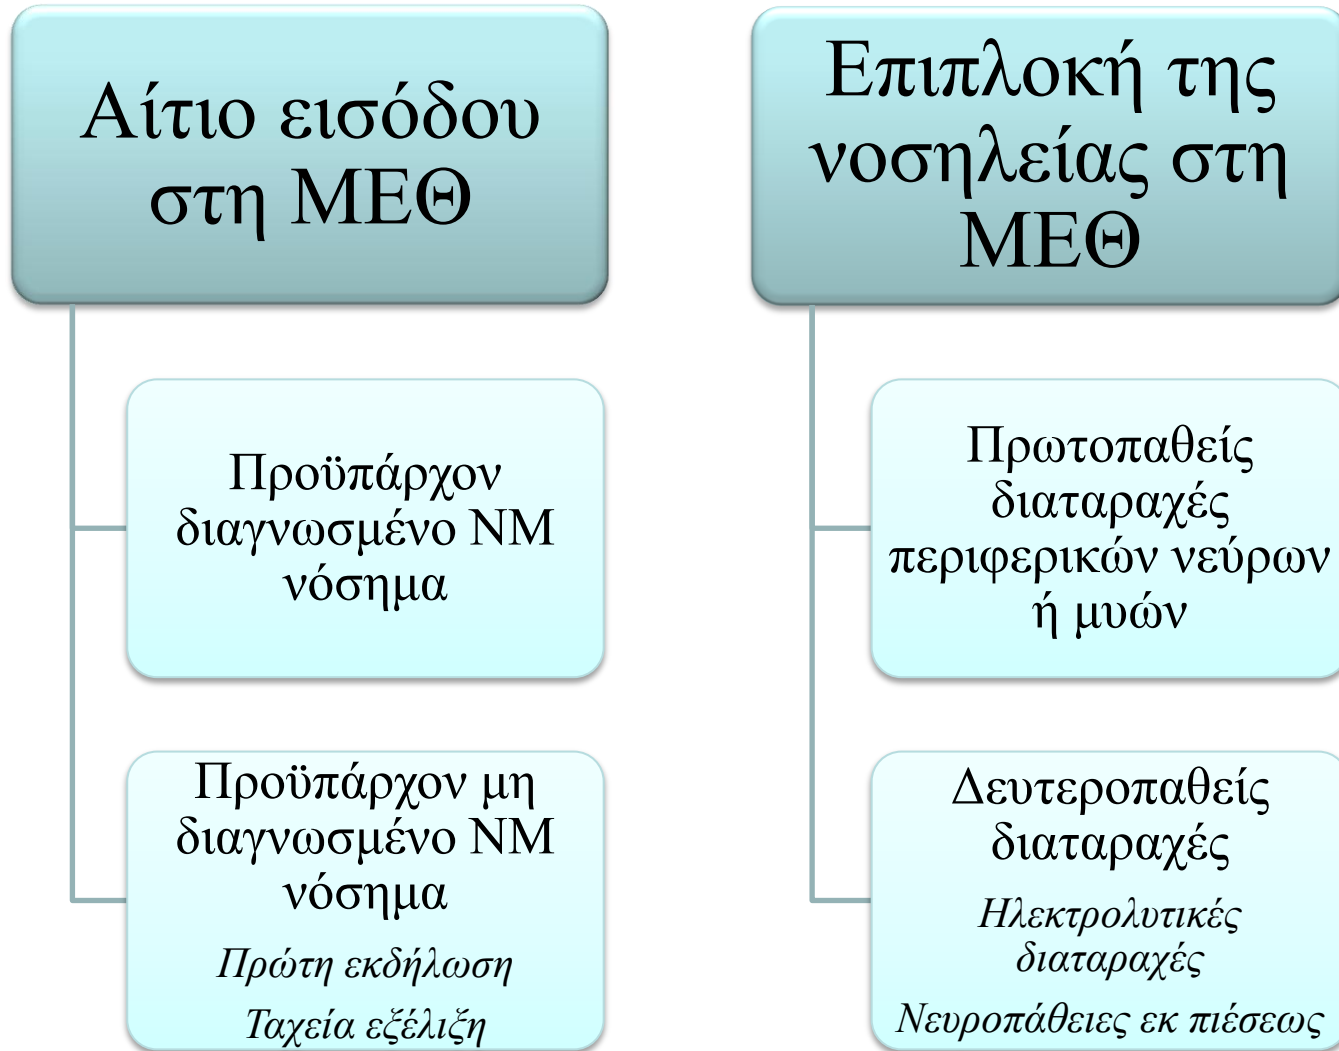 Αίτιο εισόδου
στη ΜΕΘ
Προϋπάρχον
διαγνωσμένο ΝΜ
νόσημα
Προϋπάρχον μη
διαγνωσμένο ΝΜ
νόσημα
Πρώτη εκδήλωση
Ταχεία εξέλιξη
Επιπλοκή της
νοσηλείας στη
ΜΕΘ
Πρωτοπαθείς
διαταραχές
περιφερικών νεύρων
ή μυών
Δευτεροπαθείς
διαταραχές
Ηλεκτρολυτικές
διαταραχές
Νευροπάθειες εκ πιέσεως